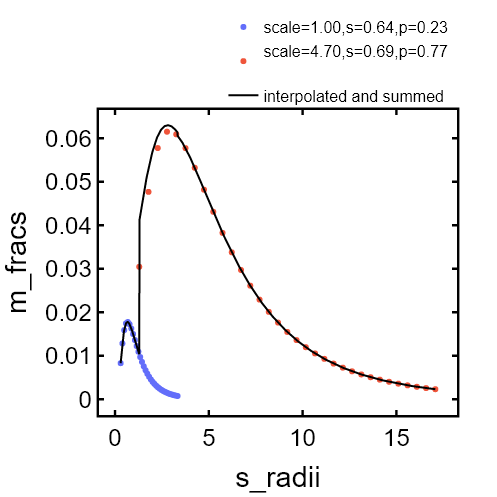 scale=1.00,s=0.64,p=0.23
scale=4.70,s=0.69,p=0.77
interpolated and summed
0.06
0.05
0.04
0.03
0.02
0.01
0
m_fracs
0 5 10 15
s_radii